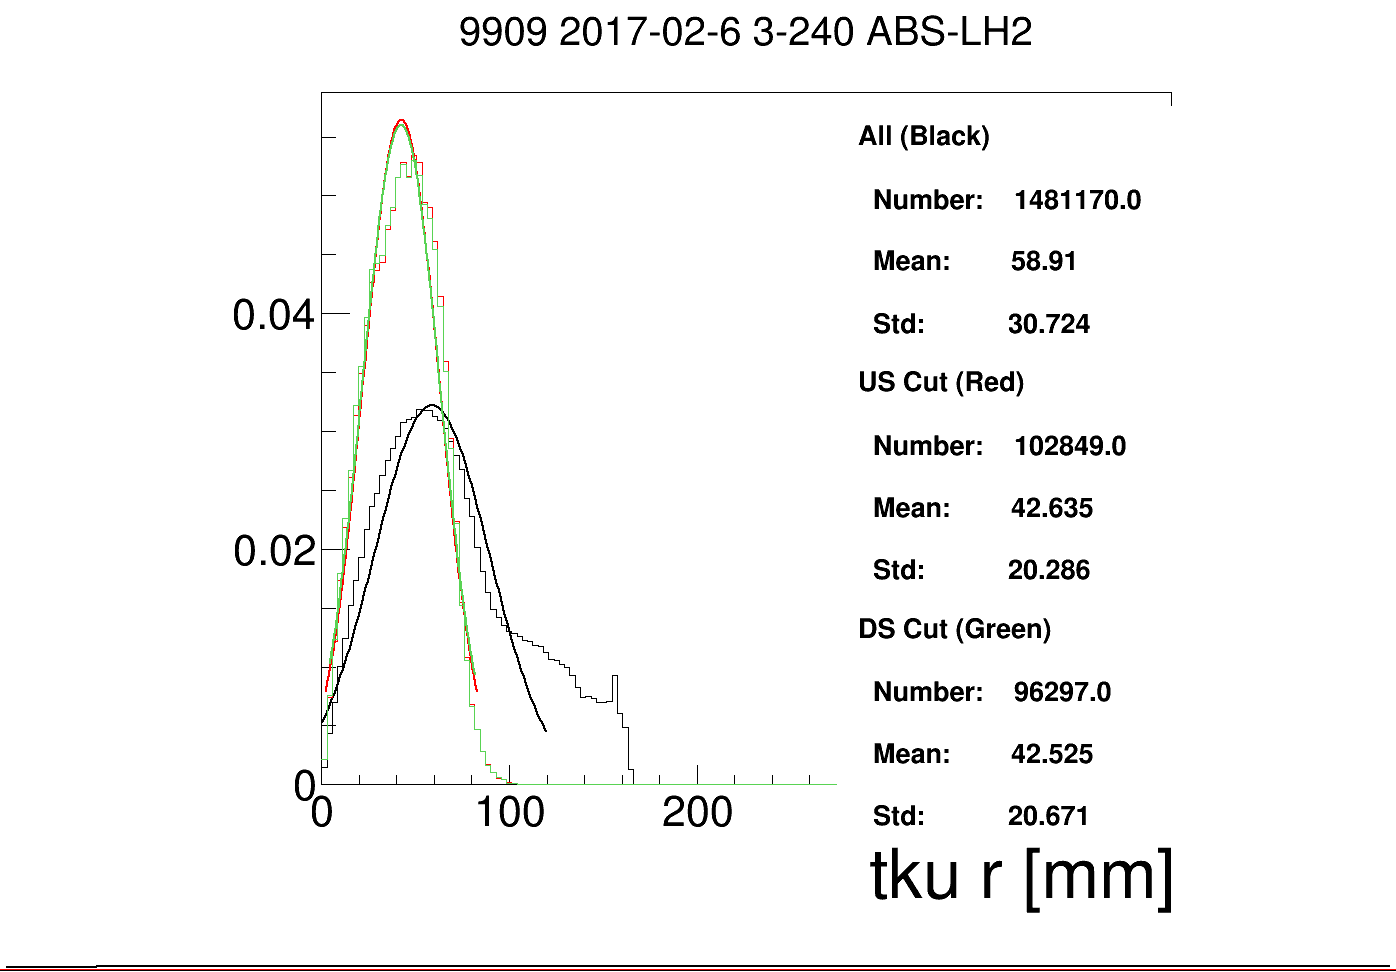 9909 2017-02-6 3-240 ABS-LH2
All (Black)
Number: 1481170.0
Mean: 58.91
Std: 30.724
US Cut (Red)
Number: 102849.0
Mean: 42.635
Std: 20.286
DS Cut (Green)
Number: 96297.0
Mean: 42.525
Std: 20.671
0.04
0.02
0
0 100 200
tku r [mm]